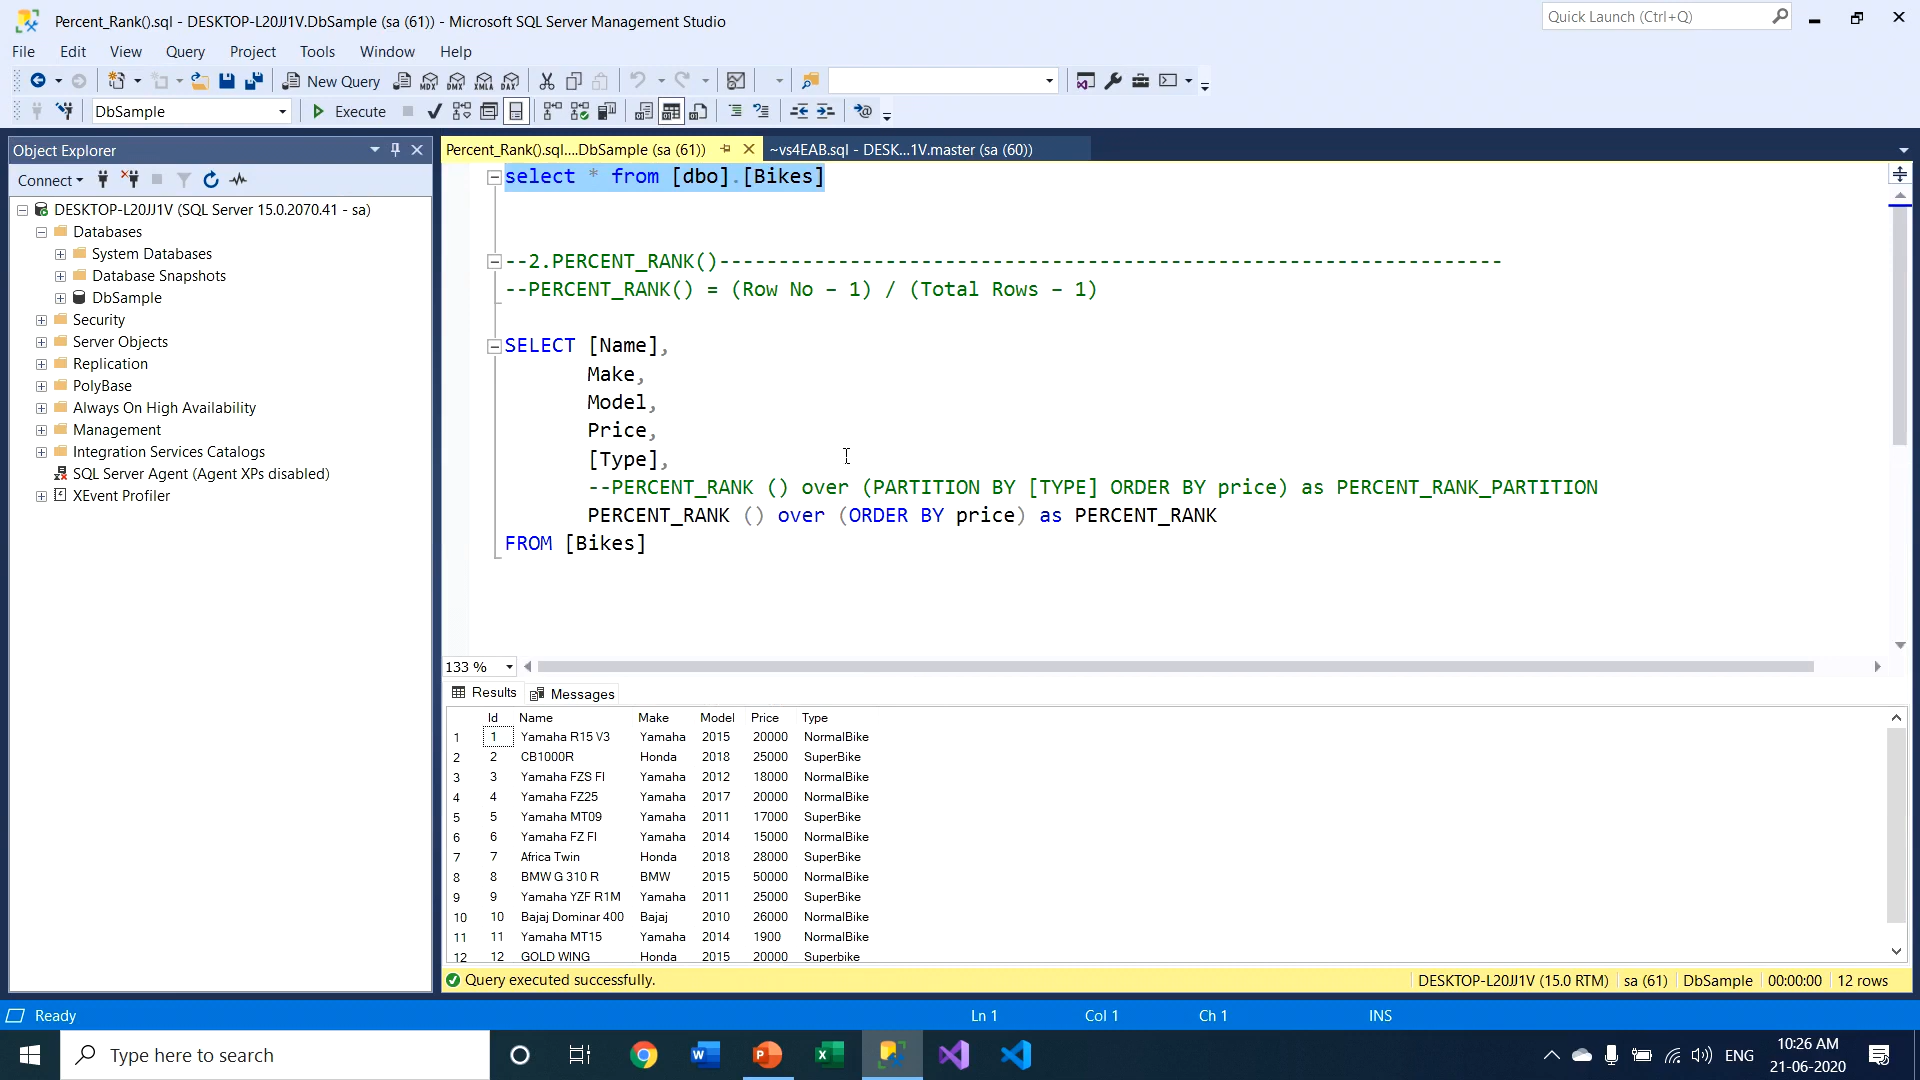 Percent_Rank().sql - DESKTOP-L20JJ1V.DbSample (sa (61)) - Microsoft SQL Server Management Studio
Quick Launch (Ctrl+Q)
File Edit View Query Project Tools Window Help
New Query MDX DMX XMLA DAX
DbSample Execute
Object Explorer
Percent_Rank().sql....DbSample (sa (61)) ~vs4EAB.sql - DESK...1V.master (sa (60))
Connect
DESKTOP-L20JJ1V (SQL Server 15.0.2070.41 - sa)
Databases
System Databases
Database Snapshots
DbSample
Security
Server Objects
Replication
PolyBase
Always On High Availability
Management
Integration Services Catalogs
SQL Server Agent (Agent XPs disabled)
XEvent Profiler
select * from [dbo].[Bikes]
--2.PERCENT_RANK()------------------------------------------------------------------
--PERCENT_RANK() = (Row No – 1) / (Total Rows – 1)
SELECT [Name],
Make,
Model,
Price,
[Type],
--PERCENT_RANK () over (PARTITION BY [TYPE] ORDER BY price) as PERCENT_RANK_PARTITION
PERCENT_RANK () over (ORDER BY price) as PERCENT_RANK
FROM [Bikes]
133 %
Results Messages
Id Name Make Model Price Type
1 1 Yamaha R15 V3 Yamaha 2015 20000 NormalBike
2 2 CB1000R Honda 2018 25000 SuperBike
3 3 Yamaha FZS FI Yamaha 2012 18000 NormalBike
4 4 Yamaha FZ25 Yamaha 2017 20000 NormalBike
5 5 Yamaha MT09 Yamaha 2011 17000 SuperBike
6 6 Yamaha FZ FI Yamaha 2014 15000 NormalBike
7 7 Africa Twin Honda 2018 28000 SuperBike
8 8 BMW G 310 R BMW 2015 50000 NormalBike
9 9 Yamaha YZF R1M Yamaha 2011 25000 SuperBike
10 10 Bajaj Dominar 400 Bajaj 2010 26000 NormalBike
11 11 Yamaha MT15 Yamaha 2014 1900 NormalBike
12 12 GOLD WING Honda 2015 20000 Superbike
Query executed successfully. DESKTOP-L20JJ1V (15.0 RTM) sa (61) DbSample 00:00:00 12 rows
Ready Ln 1 Col 1 Ch 1 INS
Type here to search
ENG
10:26 AM
21-06-2020